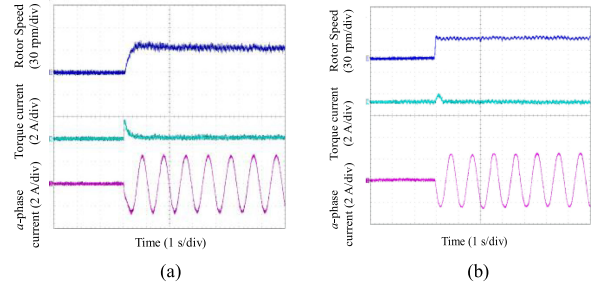 Rotor Speed
(30 rpm/div)
Torque current
(2 A/div)
a-phase
current (2 A/div)
Time (1 s/div)
(a)
Rotor Speed
(30 rpm/div)
Torque current
(2 A/div)
a-phase
current (2 A/div)
Time (1 s/div)
(b)